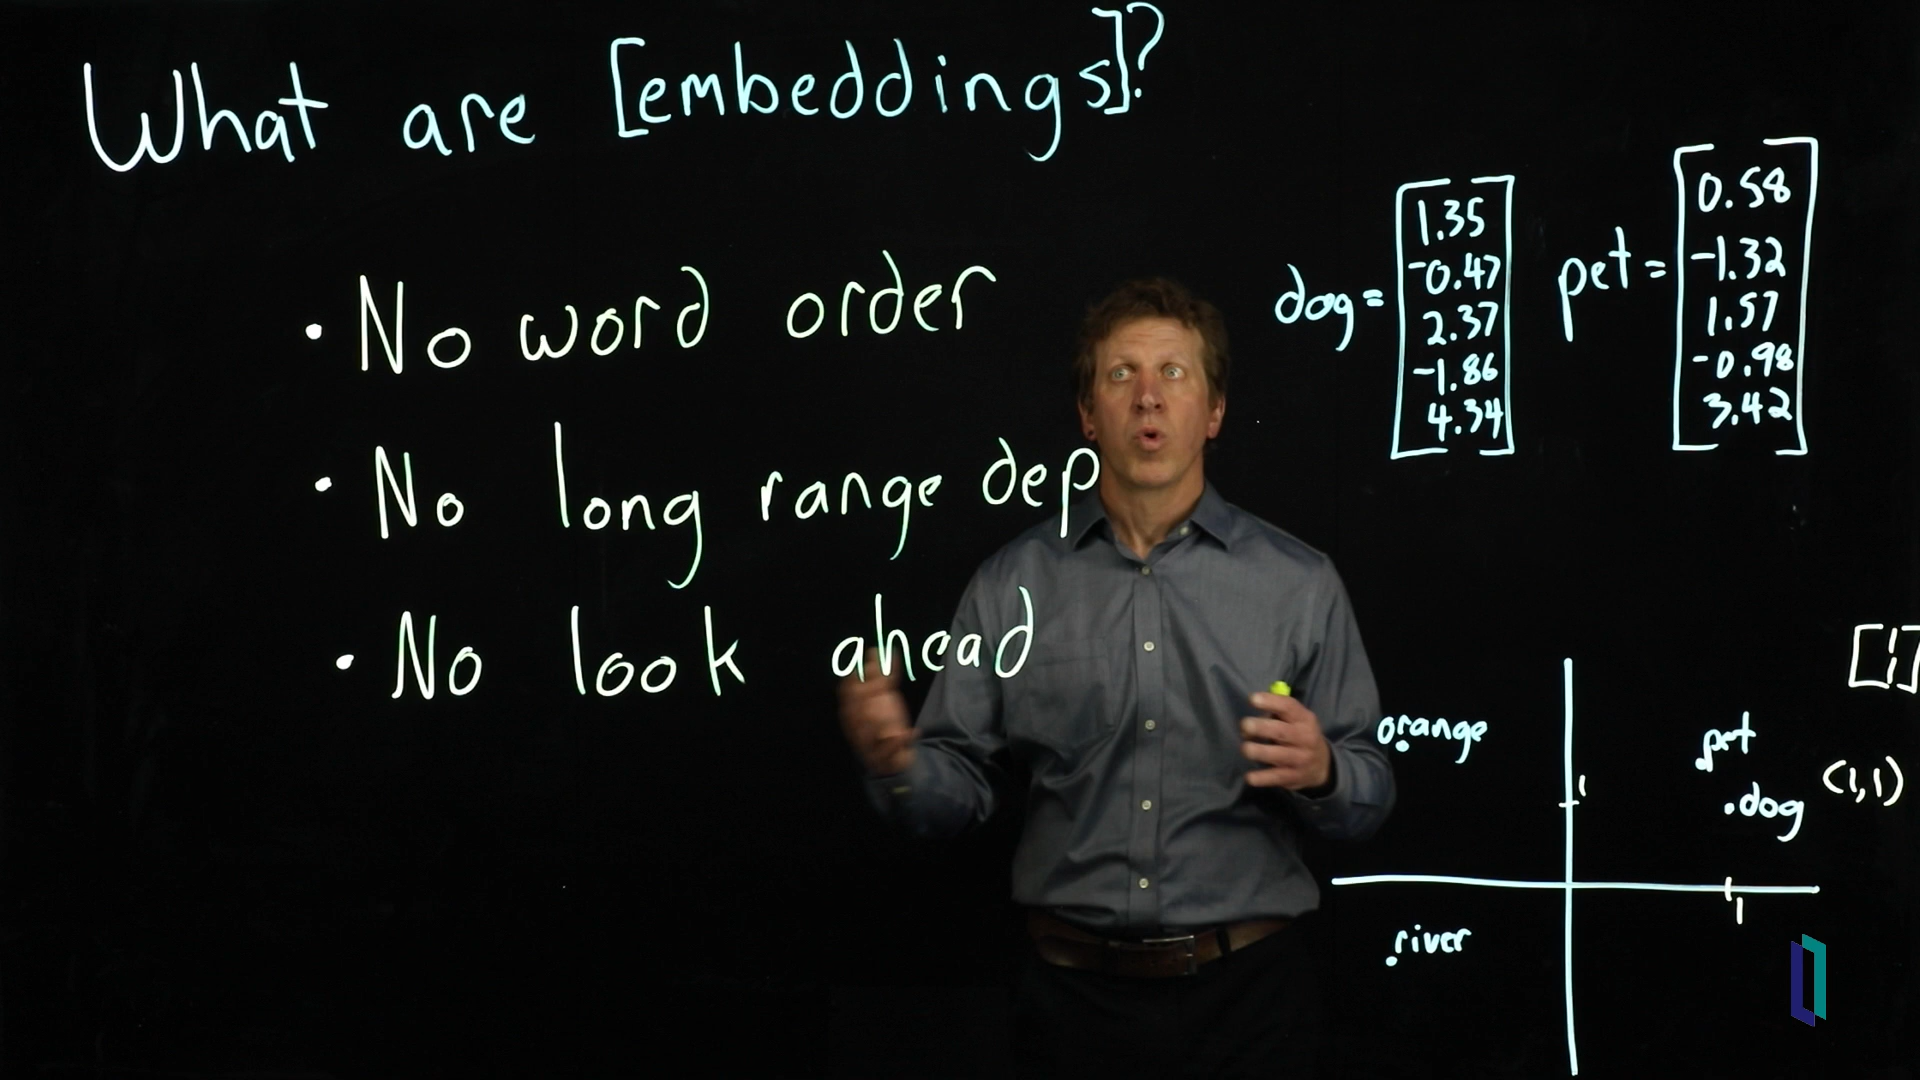 What are [embeddings]?
• No word order
• No long range dep
• No look ahead
dog = [1.35
-0.47
2.37
-1.86
4.34]
pet = [0.58
-1.32
1.57
-0.98
3.42]
orange
pet
.dog
river
1
1
[1]
(1,1)